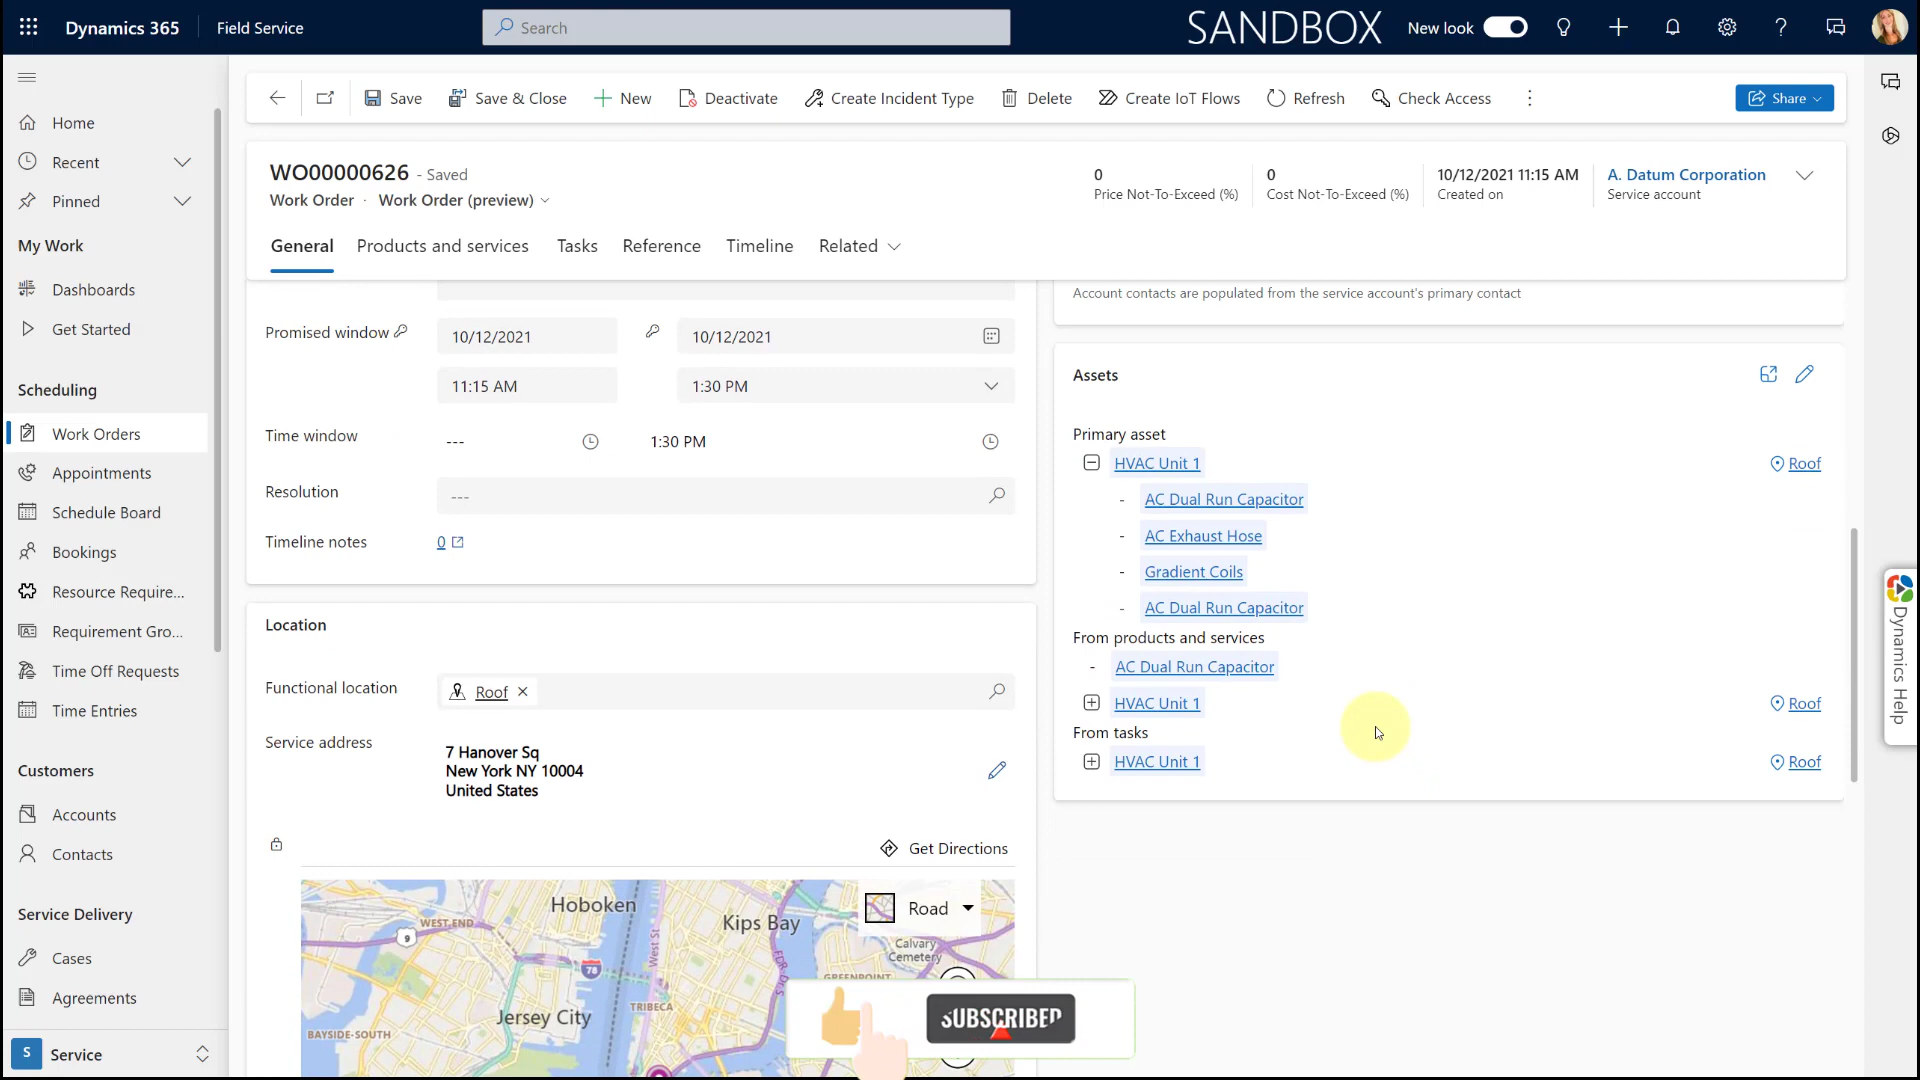 Dynamics 365
Field Service
Search
SANDBOX
New look
Save
Save & Close
New
Deactivate
Create Incident Type
Delete
Create IoT Flows
Refresh
Check Access
Share
Home
Recent
Pinned
My Work
Dashboards
Get Started
Scheduling
Work Orders
Appointments
Schedule Board
Bookings
Resource Require...
Requirement Gro...
Time Off Requests
Time Entries
Customers
Accounts
Contacts
Service Delivery
Cases
Agreements
S
Service
WO00000626 - Saved
Work Order · Work Order (preview)
0
Price Not-To-Exceed (%)
0
Cost Not-To-Exceed (%)
10/12/2021 11:15 AM
Created on
A. Datum Corporation
Service account
General
Products and services
Tasks
Reference
Timeline
Related
Promised window
10/12/2021
10/12/2021
11:15 AM
1:30 PM
Time window
---
1:30 PM
Resolution
---
Timeline notes
0
Location
Functional location
Roof
Service address
7 Hanover Sq
New York NY 10004
United States
Get Directions
Hoboken
Kips Bay
Road
WEST-END
9
West St
Calvary
Cemetery
78
FDR-Dr.S
GREENPOINT
TRIBECA
Jersey City
BAYSIDE-SOUTH
SUBSCRIBED
Account contacts are populated from the service account's primary contact
Assets
Primary asset
HVAC Unit 1
Roof
- AC Dual Run Capacitor
- AC Exhaust Hose
- Gradient Coils
- AC Dual Run Capacitor
From products and services
- AC Dual Run Capacitor
HVAC Unit 1
Roof
From tasks
HVAC Unit 1
Roof
Dynamics Help